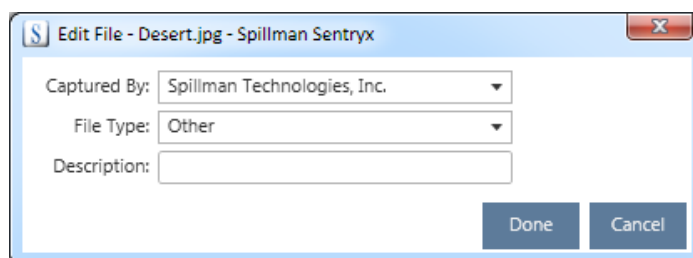 S Edit File - Desert.jpg - Spillman Sentryx
Captured By: Spillman Technologies, Inc.
File Type: Other
Description:
Done Cancel